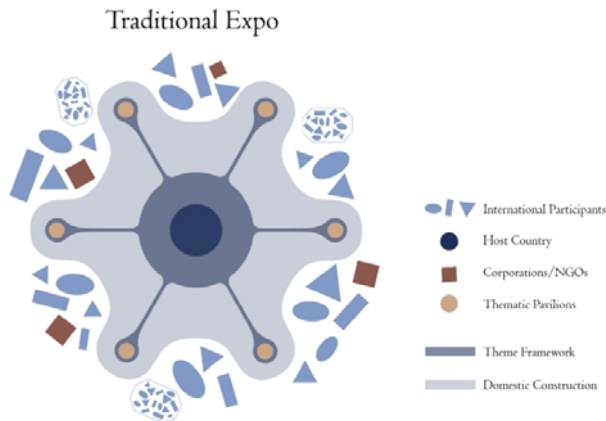 Traditional Expo
International Participants
Host Country
Corporations/NGOs
Thematic Pavilions
Theme Framework
Domestic Construction